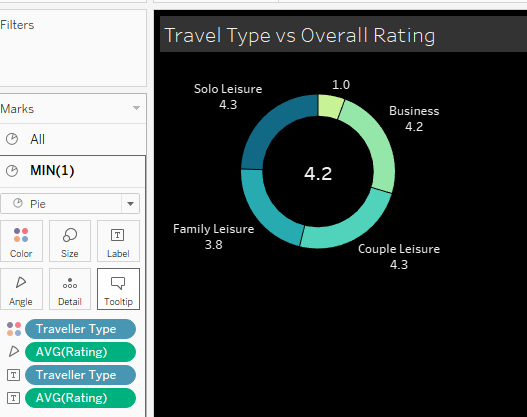 Filters
Marks
All
MIN(1)
Pie
Color
Size
Label
Angle
Detail
Tooltip
Traveller Type
AVG(Rating)
Traveller Type
AVG(Rating)
Travel Type vs Overall Rating
1.0
Solo Leisure
4.3
Business
4.2
4.2
Family Leisure
3.8
Couple Leisure
4.3